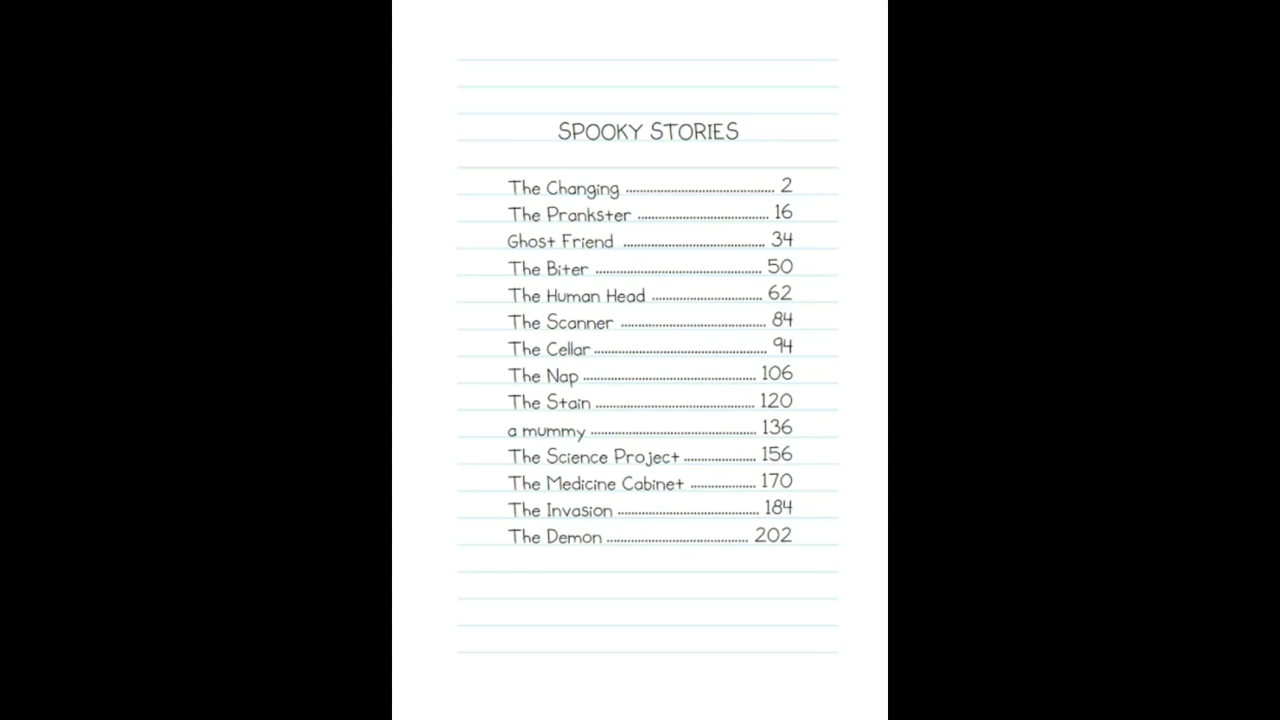 SPOOKY STORIES
The Changing ........................................... 2
The Prankster ...................................... 16
Ghost Friend ......................................... 34
The Biter ................................................ 50
The Human Head ................................ 62
The Scanner .......................................... 84
The Cellar .................................................. 94
The Nap .................................................. 106
The Stain .............................................. 120
a mummy ................................................ 136
The Science Project ..................... 156
The Medicine Cabinet ................... 170
The Invasion ......................................... 184
The Demon ......................................... 202